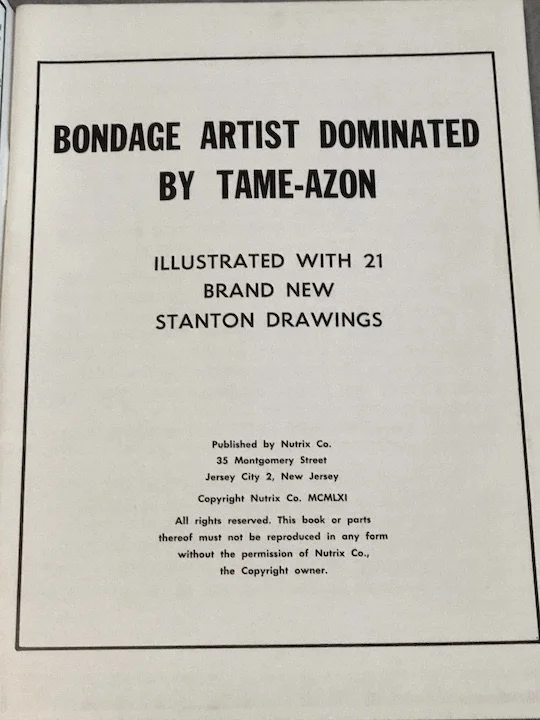 BONDAGE ARTIST DOMINATED
BY TAME-AZON
ILLUSTRATED WITH 21
BRAND NEW
STANTON DRAWINGS
Published by Nutrix Co.
35 Montgomery Street
Jersey City 2, New Jersey
Copyright Nutrix Co. MCMLXI
All rights reserved. This book or parts
thereof must not be reproduced in any form
without the permission of Nutrix Co.,
the Copyright owner.